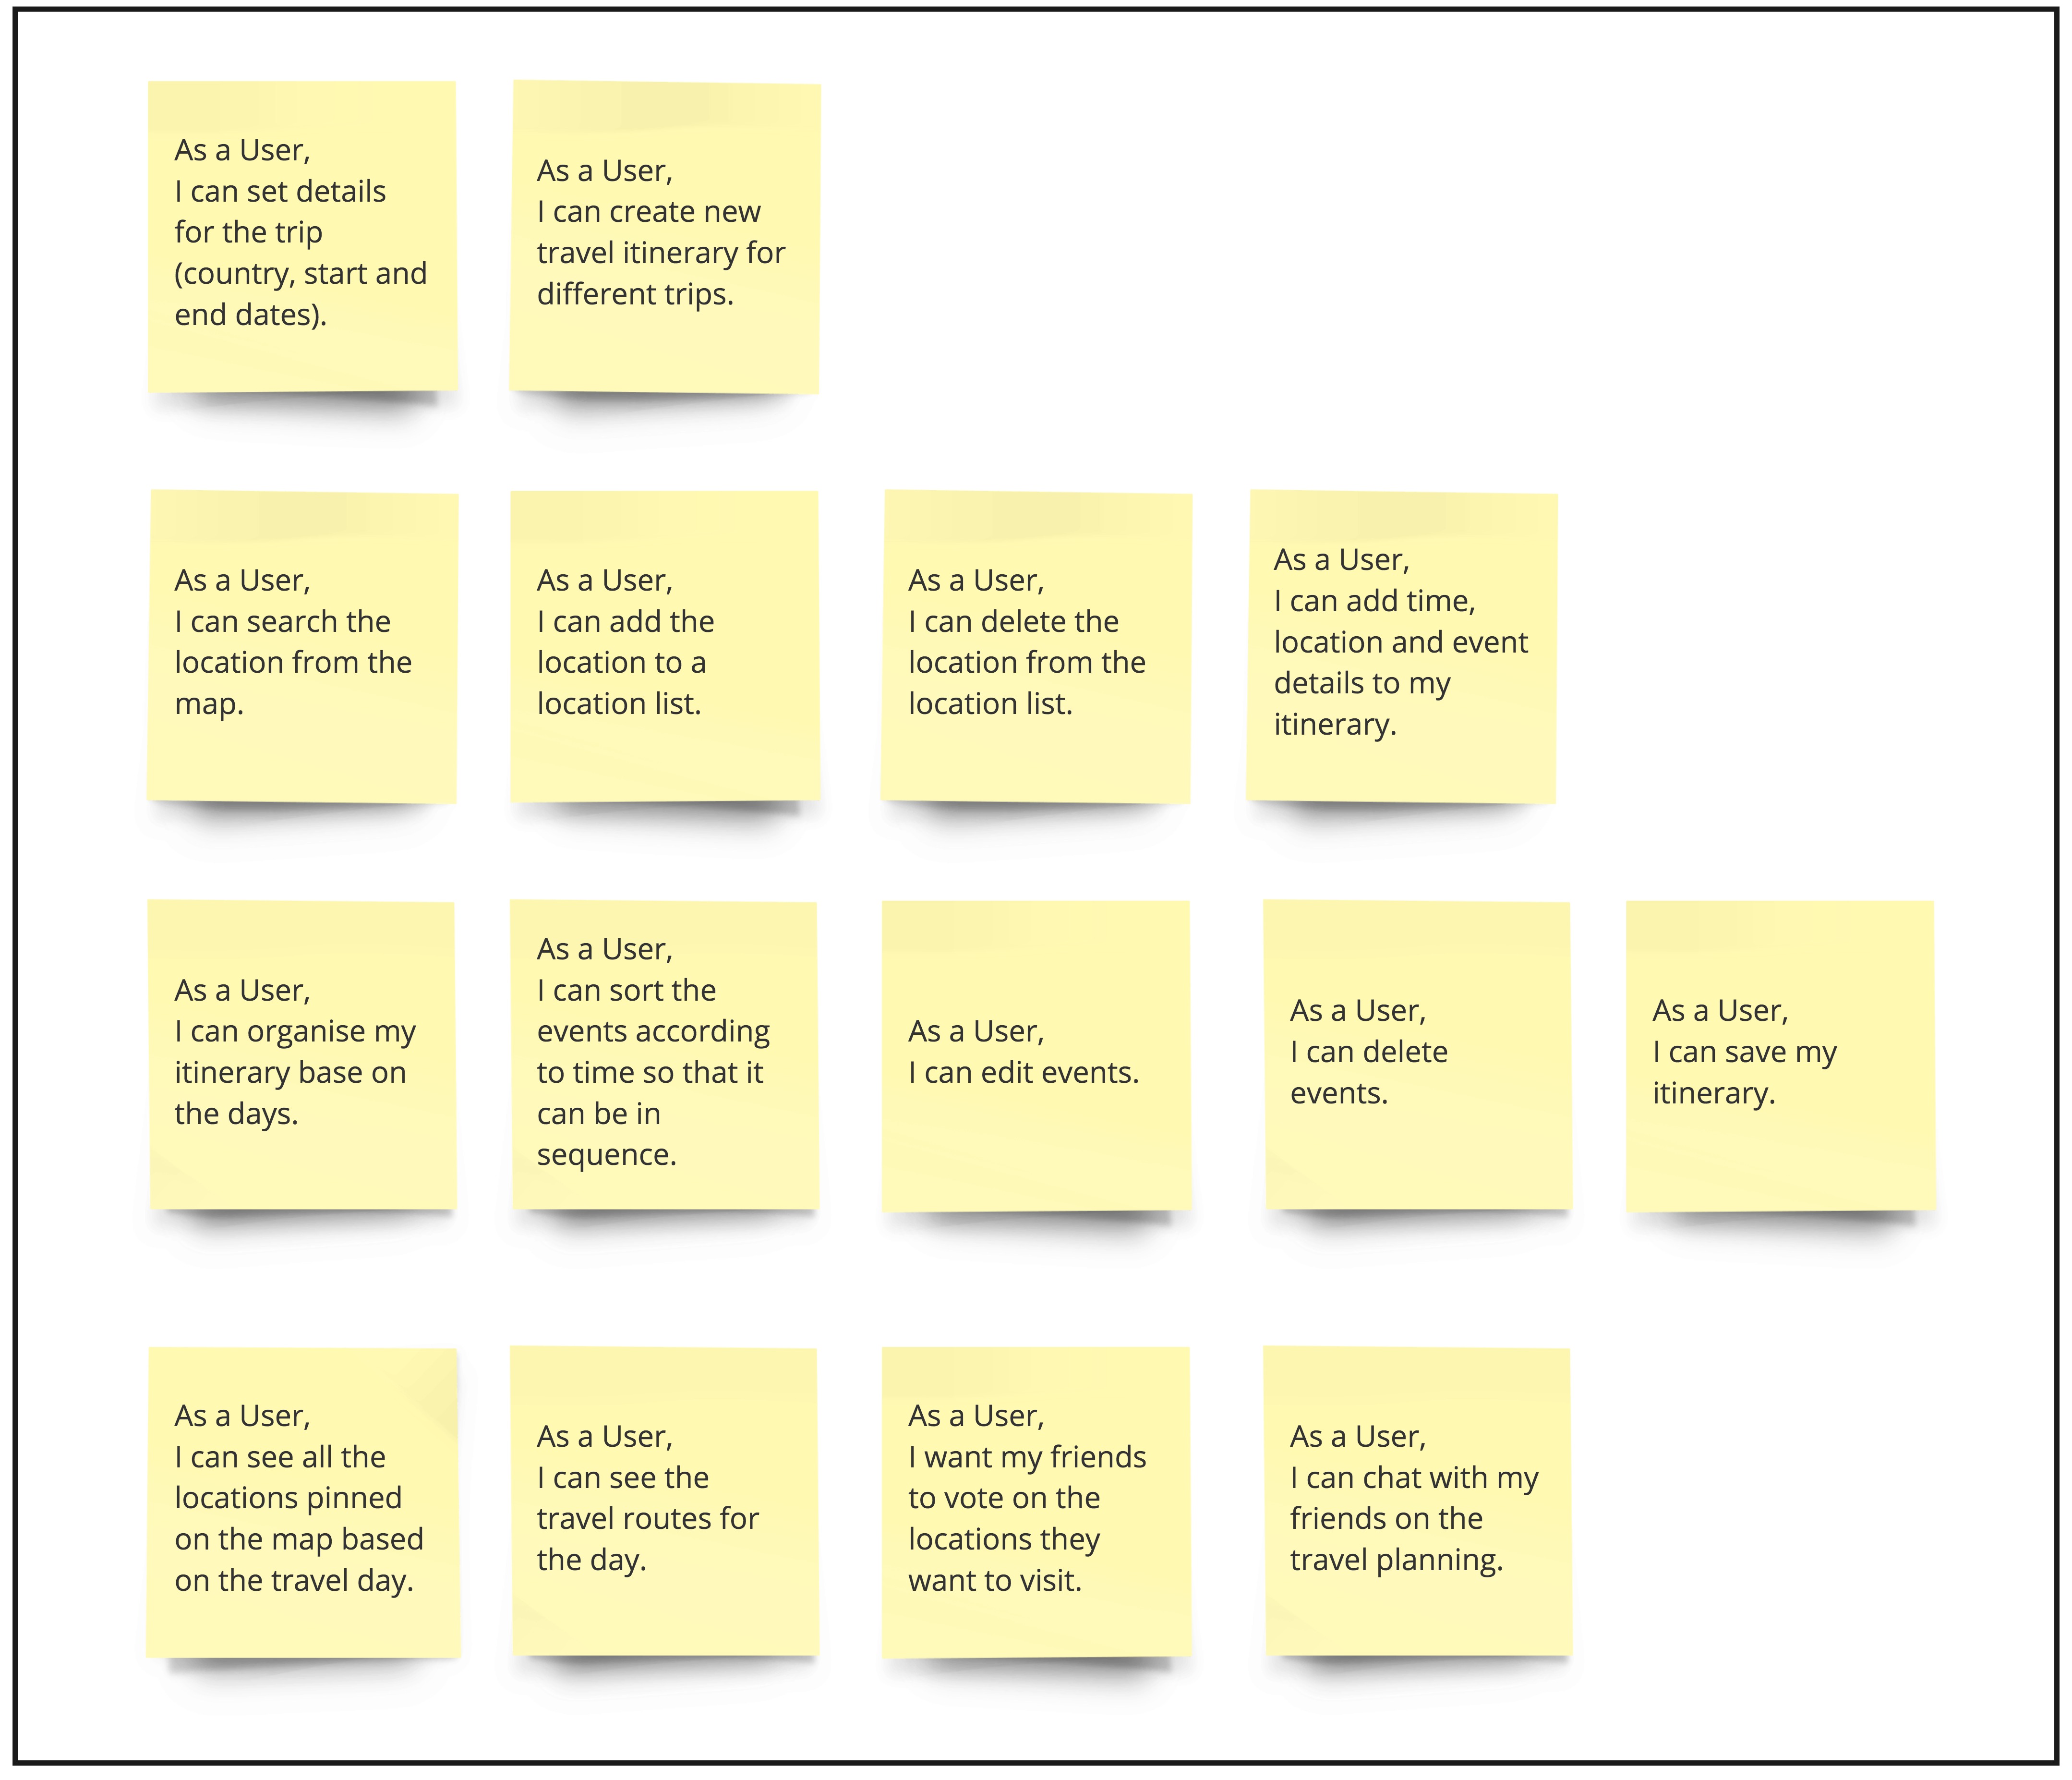 As a User,
I can set details
for the trip
(country, start and
end dates).
As a User,
I can create new
travel itinerary for
different trips.
As a User,
I can search the
location from the
map.
As a User,
I can add the
location to a
location list.
As a User,
I can delete the
location from the
location list.
As a User,
I can add time,
location and event
details to my
itinerary.
As a User,
I can organise my
itinerary base on
the days.
As a User,
I can sort the
events according
to time so that it
can be in
sequence.
As a User,
I can edit events.
As a User,
I can delete
events.
As a User,
I can save my
itinerary.
As a User,
I can see all the
locations pinned
on the map based
on the travel day.
As a User,
I can see the
travel routes for
the day.
As a User,
I want my friends
to vote on the
locations they
want to visit.
As a User,
I can chat with my
friends on the
travel planning.